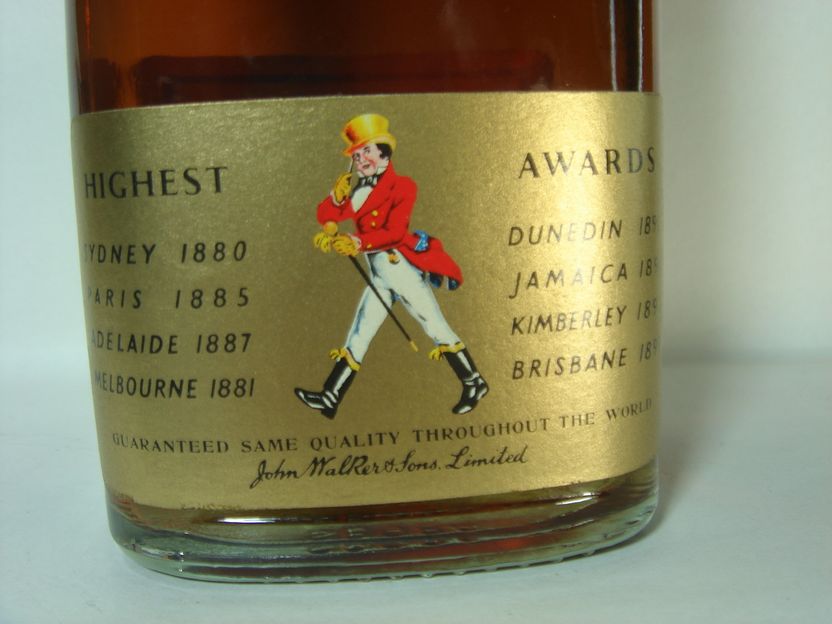 HIGHEST
AWARDS
SYDNEY 1880
PARIS 1885
ADELAIDE 1887
MELBOURNE 1881
DUNEDIN
JAMAICA
KIMBERLEY
BRISBANE
GUARANTEED SAME QUALITY THROUGHOUT THE WORLD
John Walker & Sons. Limited